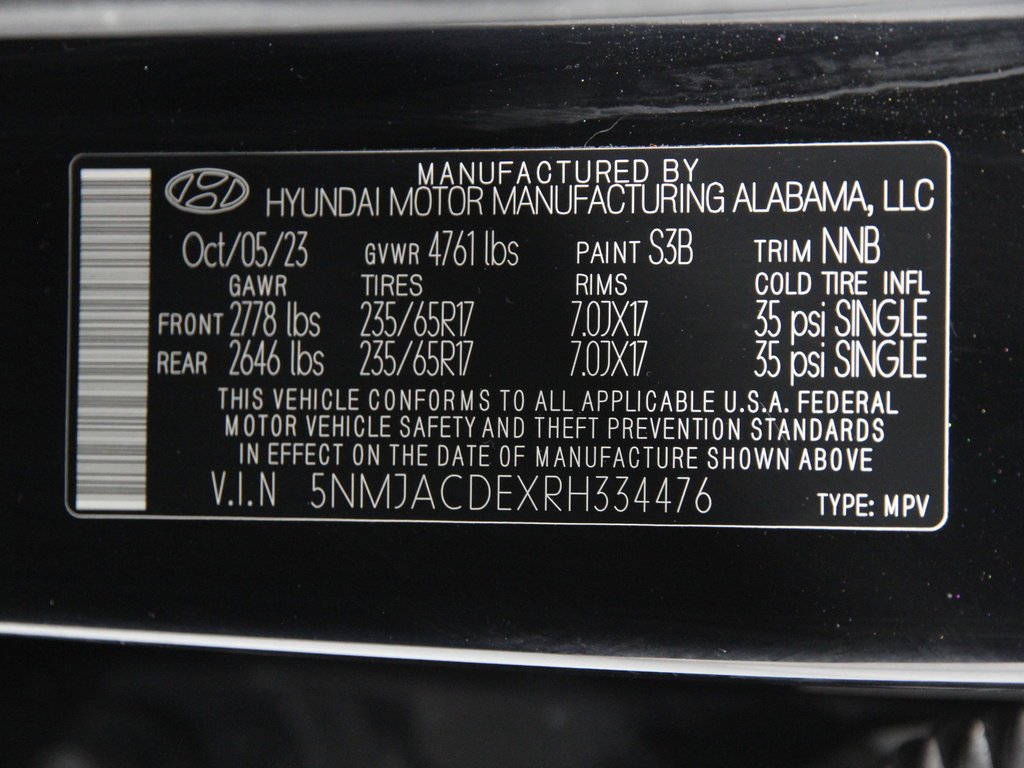 MANUFACTURED BY
HYUNDAI MOTOR MANUFACTURING ALABAMA, LLC
Oct/05/23 GVWR 4761 lbs PAINT S3B TRIM NNB
GAWR TIRES RIMS COLD TIRE INFL
FRONT 2778 lbs 235/65R17 7.0JX17 35 psi SINGLE
REAR 2646 lbs 235/65R17 7.0JX17 35 psi SINGLE
THIS VEHICLE CONFORMS TO ALL APPLICABLE U.S.A. FEDERAL
MOTOR VEHICLE SAFETY AND THEFT PREVENTION STANDARDS
IN EFFECT ON THE DATE OF MANUFACTURE SHOWN ABOVE
V.I.N 5NMJACDEXRH334476 TYPE: MPV